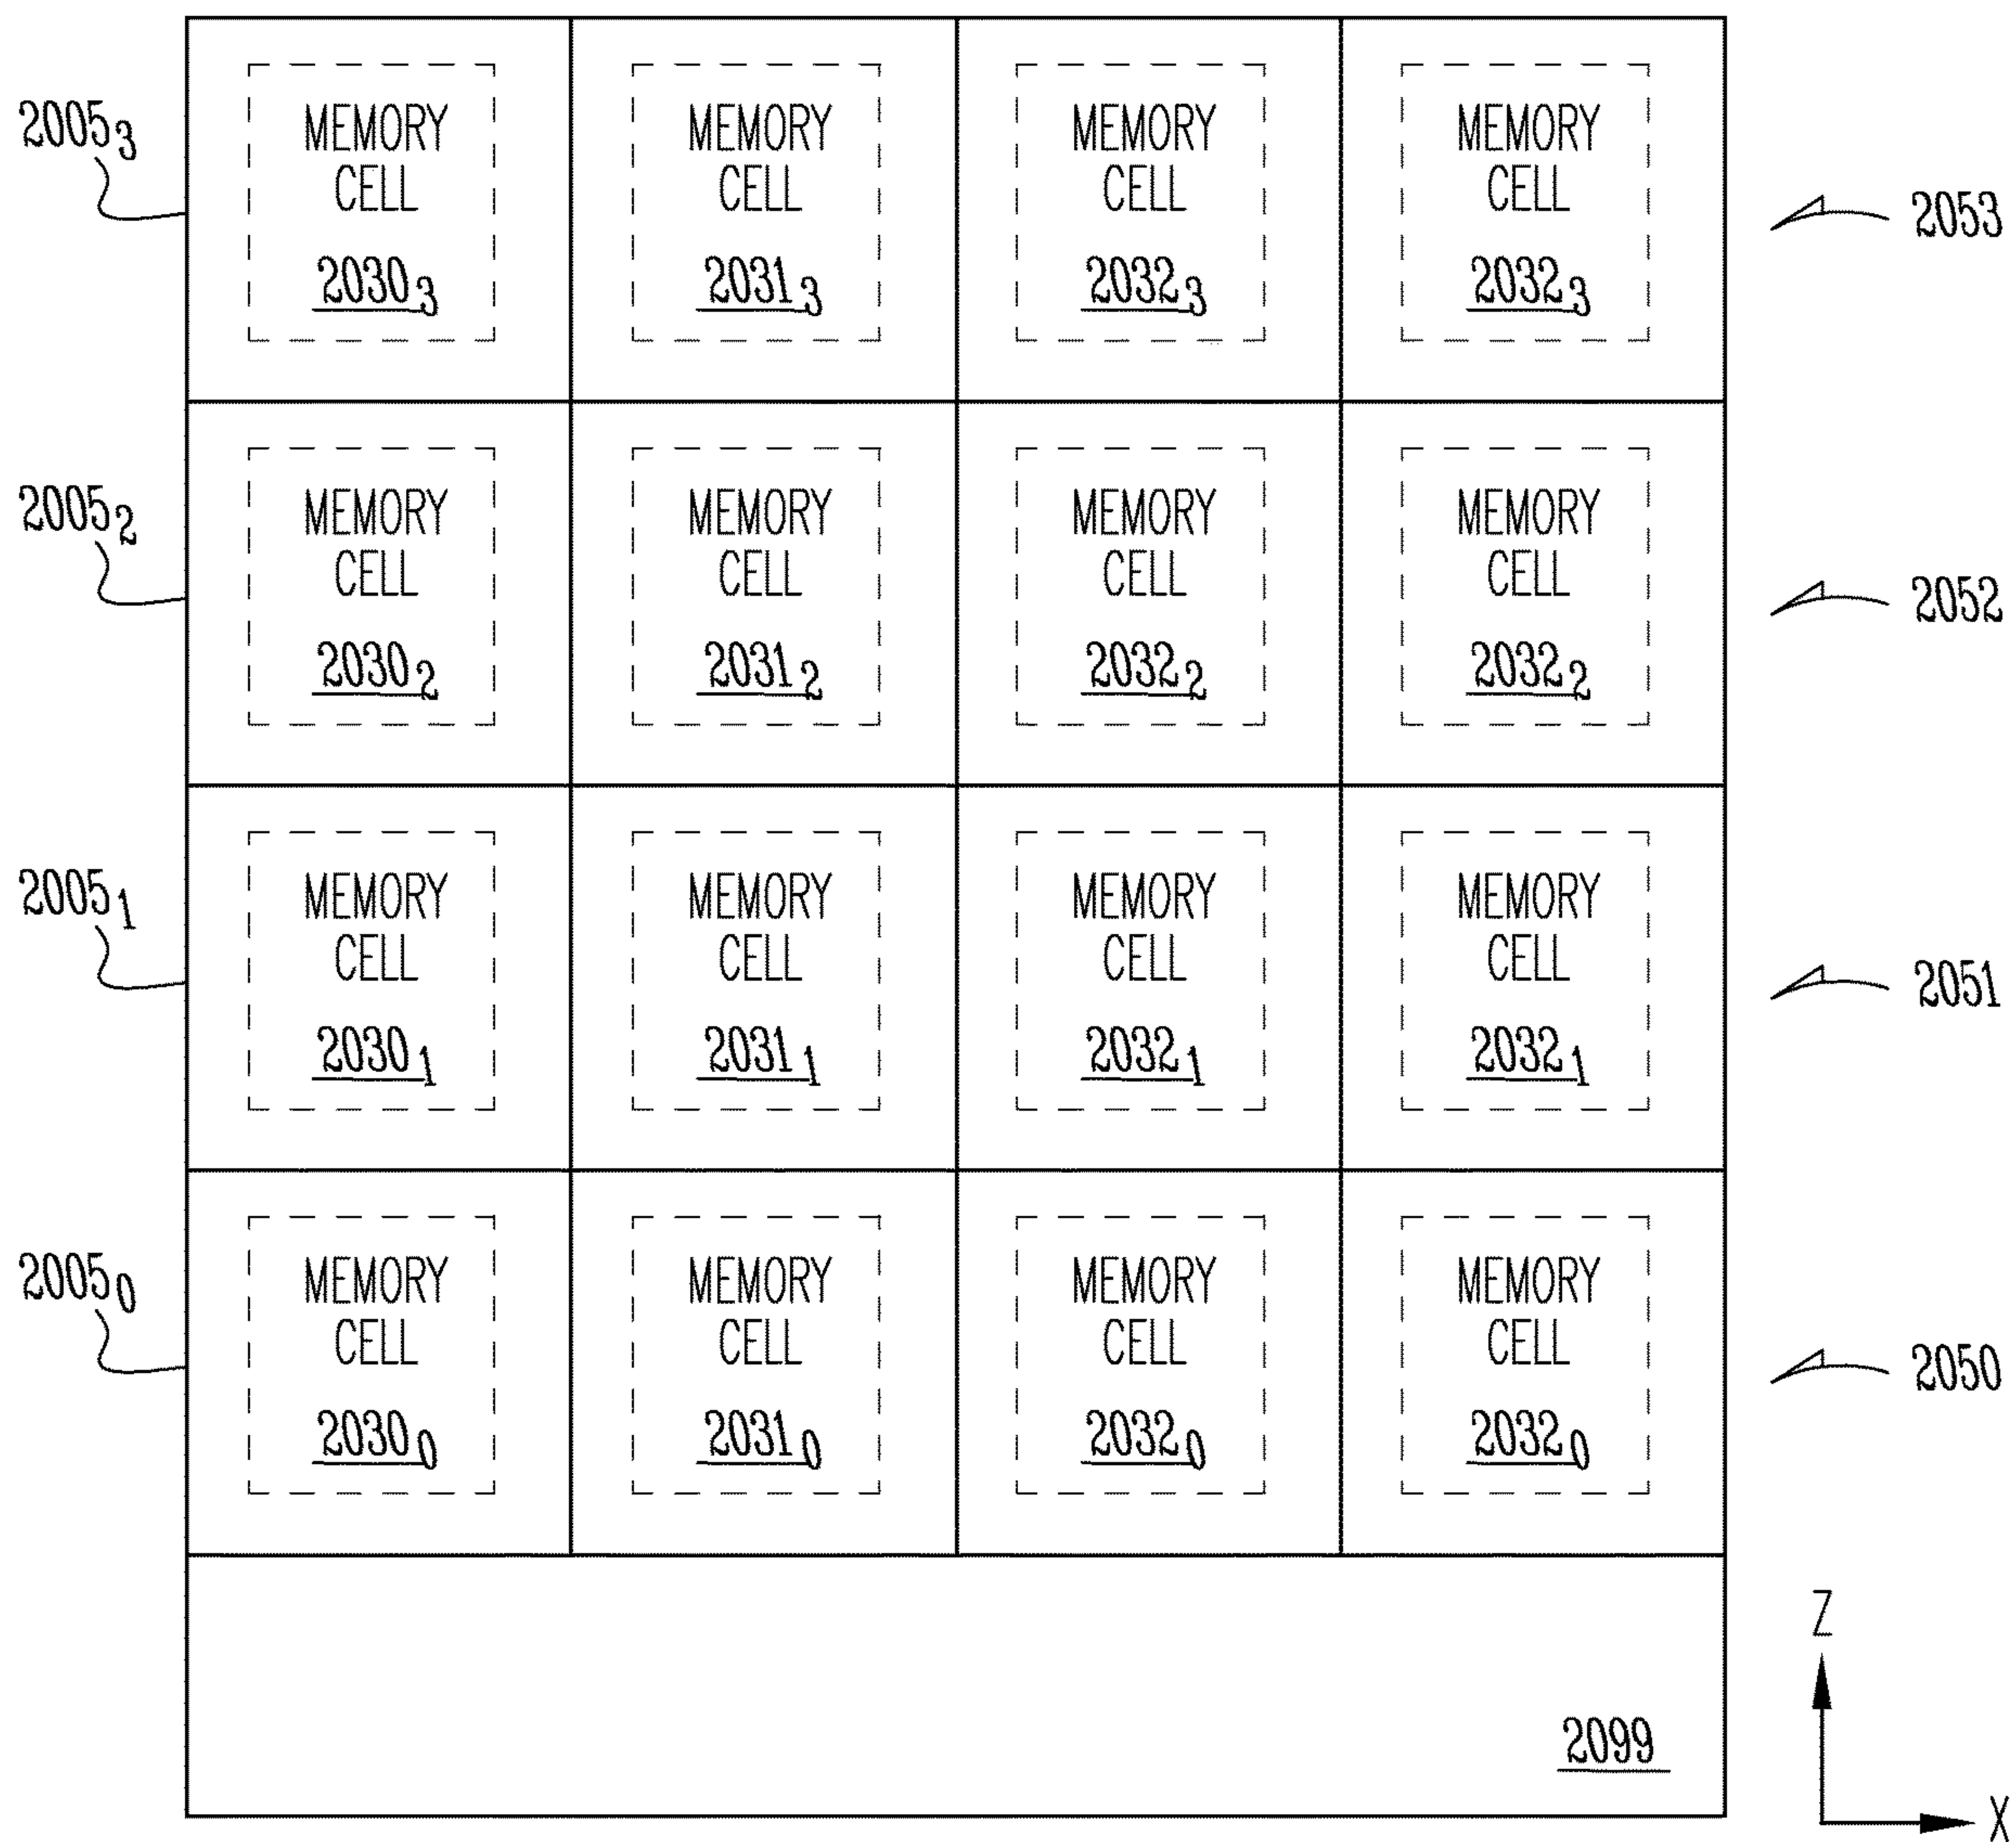 MEMORY MEMORY MEMORY MEMORY
2005₃ CELL CELL CELL CELL
2053
2030₃ 2031₃ 2032₃ 2032₃
MEMORY MEMORY MEMORY MEMORY
2005₂ CELL CELL CELL CELL
2052
2030₂ 2031₂ 2032₂ 2032₂
MEMORY MEMORY MEMORY MEMORY
2005₁ CELL CELL CELL CELL
2051
2030₁ 2031₁ 2032₁ 2032₁
MEMORY MEMORY MEMORY MEMORY
2005₀ CELL CELL CELL CELL
2050
2030₀ 2031₀ 2032₀ 2032₀
Z
2099
X